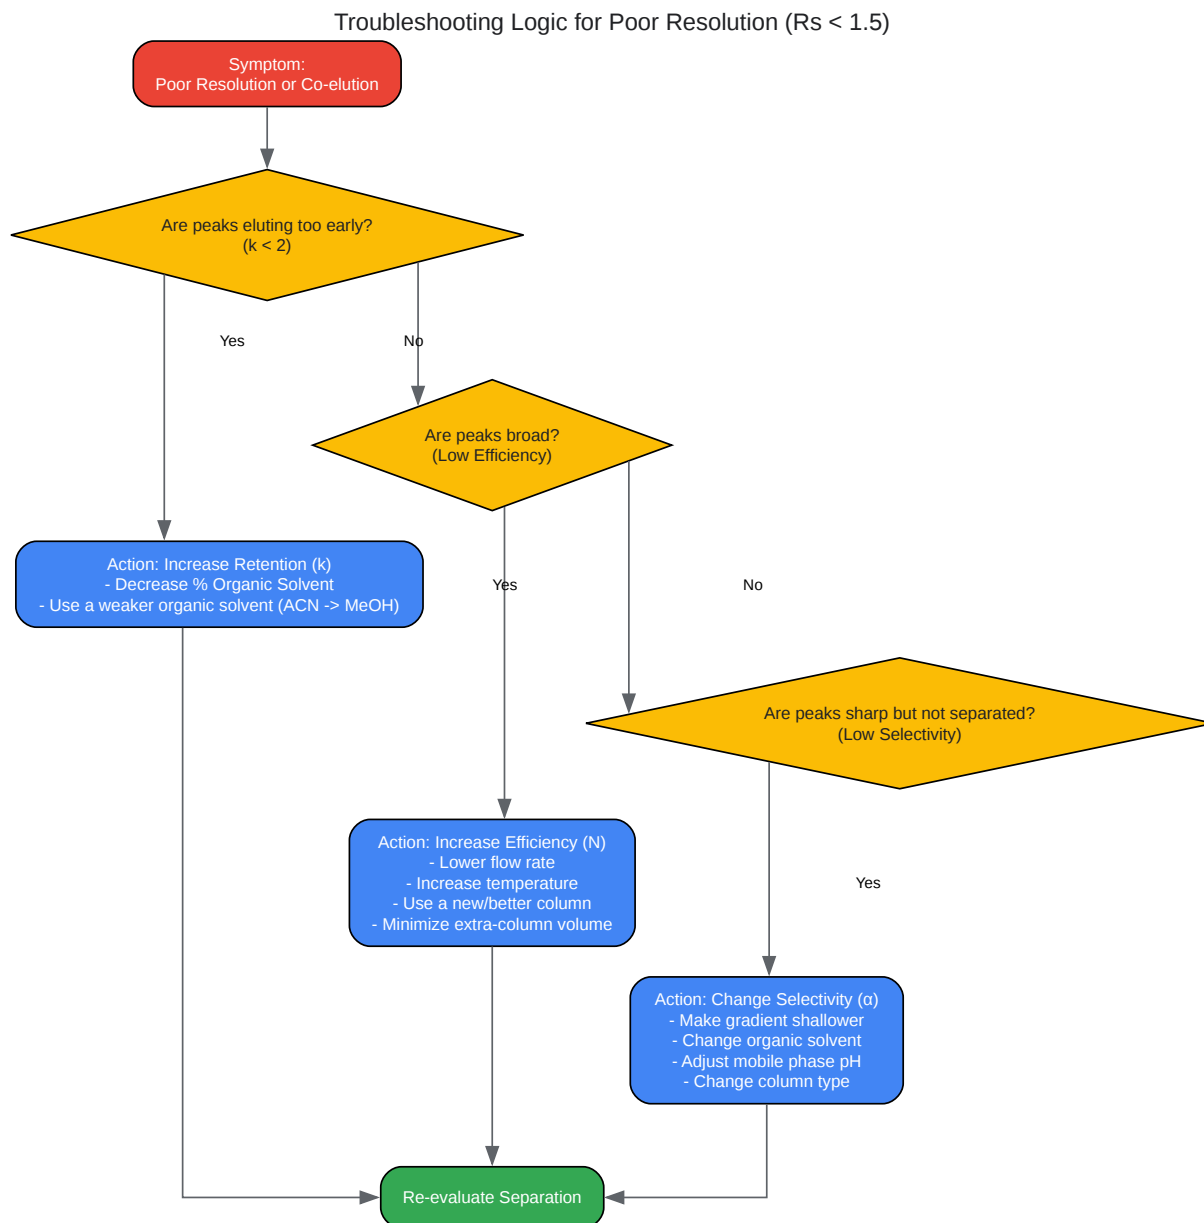 Troubleshooting Logic for Poor Resolution (Rs < 1.5)
Symptom:
Poor Resolution or Co-elution
Are peaks eluting too early?
(k < 2)
Yes
No
Are peaks broad?
(Low Efficiency)
Action: Increase Retention (k)
- Decrease % Organic Solvent
- Use a weaker organic solvent (ACN -> MeOH)
Yes
No
Are peaks sharp but not separated?
(Low Selectivity)
Action: Increase Efficiency (N)
- Lower flow rate
- Increase temperature
- Use a new/better column
- Minimize extra-column volume
Yes
Action: Change Selectivity (α)
- Make gradient shallower
- Change organic solvent
- Adjust mobile phase pH
- Change column type
Re-evaluate Separation